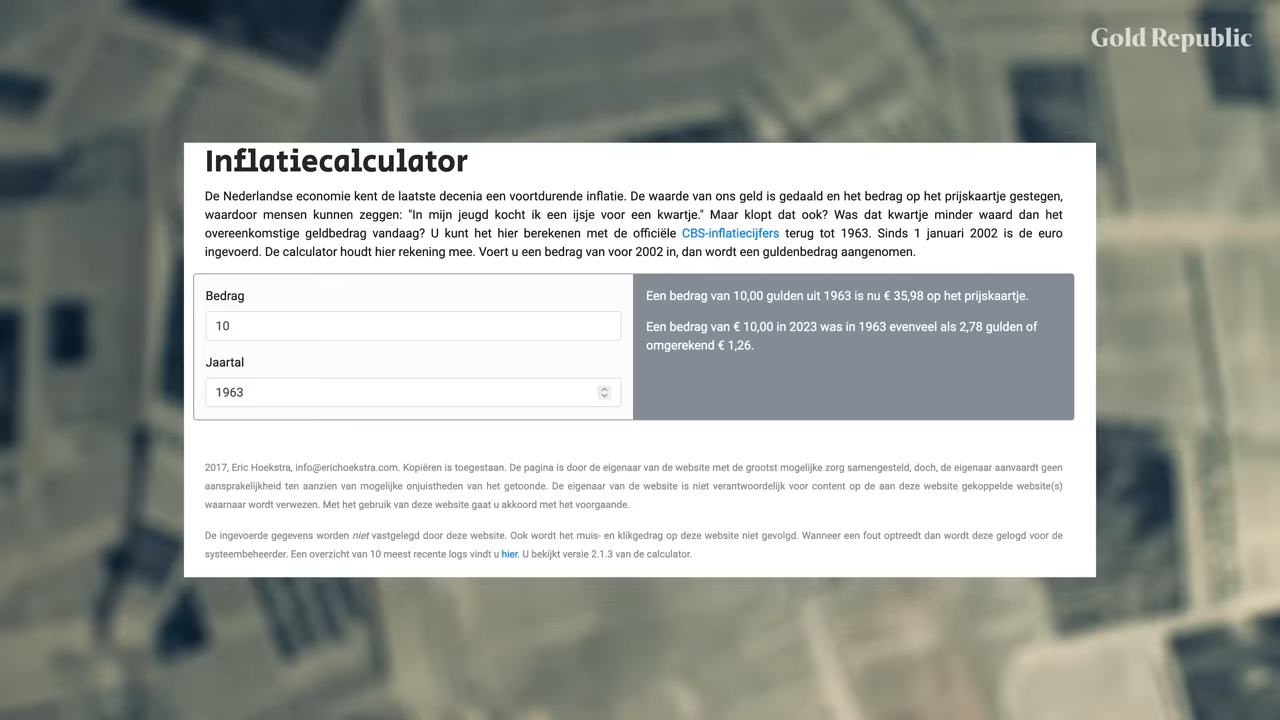 Gold Republic
Inflatiecalculator
De Nederlandse economie kent de laatste decenia een voortdurende inflatie. De waarde van ons geld is gedaald en het bedrag op het prijskaartje gestegen,
waardoor mensen kunnen zeggen: "In mijn jeugd kocht ik een ijsje voor een kwartje." Maar klopt dat ook? Was dat kwartje minder waard dan het
overeenkomstige geldbedrag vandaag? U kunt het hier berekenen met de officiële CBS-inflatiecijfers terug tot 1963. Sinds 1 januari 2002 is de euro
ingevoerd. De calculator houdt hier rekening mee. Voert u een bedrag van voor 2002 in, dan wordt een guldenbedrag aangenomen.
Bedrag
10
Jaartal
1963
Een bedrag van 10,00 gulden uit 1963 is nu € 35,98 op het prijskaartje.
Een bedrag van € 10,00 in 2023 was in 1963 evenveel als 2,78 gulden of
omgerekend € 1,26.
2017, Eric Hoekstra, info@erichoekstra.com. Kopiëren is toegestaan. De pagina is door de eigenaar van de website met de grootst mogelijke zorg samengesteld, doch, de eigenaar aanvaardt geen
aansprakelijkheid ten aanzien van mogelijke onjuistheden van het getoonde. De eigenaar van de website is niet verantwoordelijk voor content op de aan deze website gekoppelde website(s)
waarnaar wordt verwezen. Met het gebruik van deze website gaat u akkoord met het voorgaande.
De ingevoerde gegevens worden niet vastgelegd door deze website. Ook wordt het muis- en klikgedrag op deze website niet gevolgd. Wanneer een fout optreedt dan wordt deze gelogd voor de
systeembeheerder. Een overzicht van 10 meest recente logs vindt u hier. U bekijkt versie 2.1.3 van de calculator.